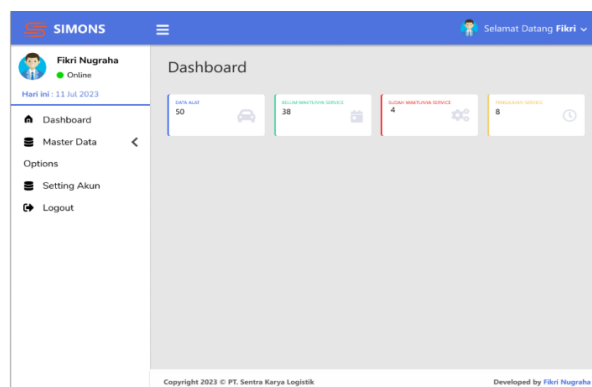 SIMONS
Selamat Datang Fikri
Fikri Nugraha
Online
Hari ini : 11 Jul 2023
Dashboard
Master Data
Options
Setting Akun
Logout
Dashboard
DATA ALAT
50
BELUM WAKTUNYA SERVICE
38
SUDAH WAKTUNYA SERVICE
4
SERVICE
8
Copyright 2023 © PT. Sentra Karya Logistik
Developed by Fikri Nugraha